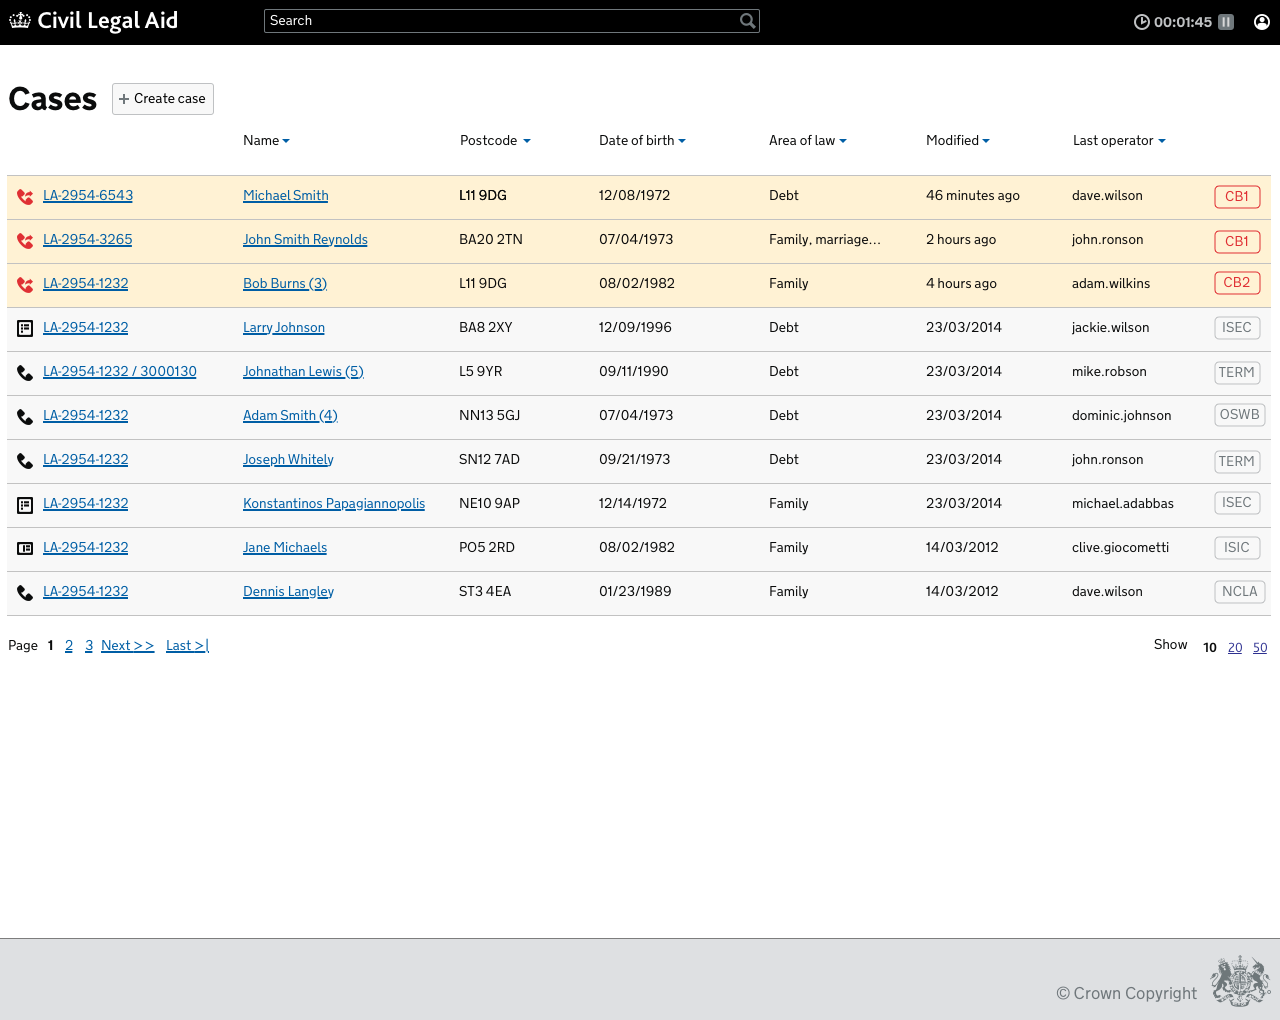 Civil Legal Aid Search 00:01:45
Cases + Create case
Name Postcode Date of birth Area of law Modified Last operator
LA-2954-6543 Michael Smith L11 9DG 12/08/1972 Debt 46 minutes ago dave.wilson CB1
LA-2954-3265 John Smith Reynolds BA20 2TN 07/04/1973 Family, marriage... 2 hours ago john.ronson CB1
LA-2954-1232 Bob Burns (3) L11 9DG 08/02/1982 Family 4 hours ago adam.wilkins CB2
LA-2954-1232 Larry Johnson BA8 2XY 12/09/1996 Debt 23/03/2014 jackie.wilson ISEC
LA-2954-1232 / 3000130 Johnathan Lewis (5) L5 9YR 09/11/1990 Debt 23/03/2014 mike.robson TERM
LA-2954-1232 Adam Smith (4) NN13 5GJ 07/04/1973 Debt 23/03/2014 dominic.johnson OSWB
LA-2954-1232 Joseph Whitely SN12 7AD 09/21/1973 Debt 23/03/2014 john.ronson TERM
LA-2954-1232 Konstantinos Papagiannopolis NE10 9AP 12/14/1972 Family 23/03/2014 michael.adabbas ISEC
LA-2954-1232 Jane Michaels PO5 2RD 08/02/1982 Family 14/03/2012 clive.giocometti ISIC
LA-2954-1232 Dennis Langley ST3 4EA 01/23/1989 Family 14/03/2012 dave.wilson NCLA
Page 1 2 3 Next >> Last >| Show 10 20 50
© Crown Copyright